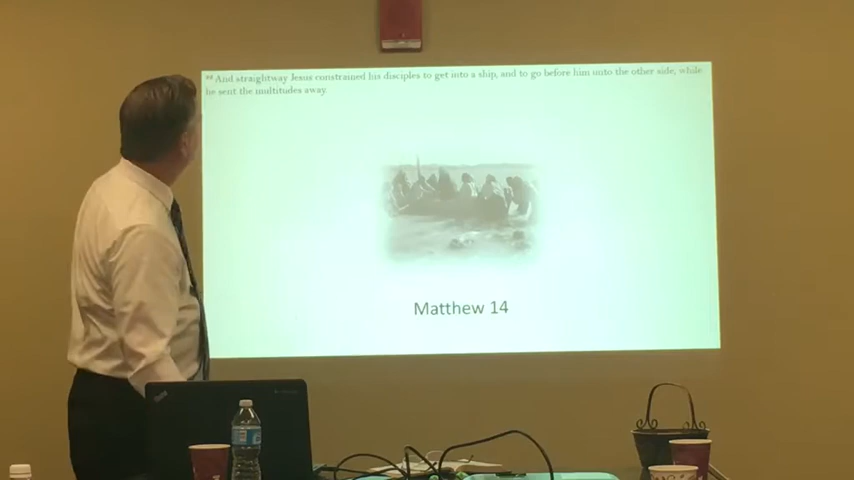 22 And straightway Jesus constrained his disciples to get into a ship, and to go before him unto the other side, while
he sent the multitudes away.
Matthew 14